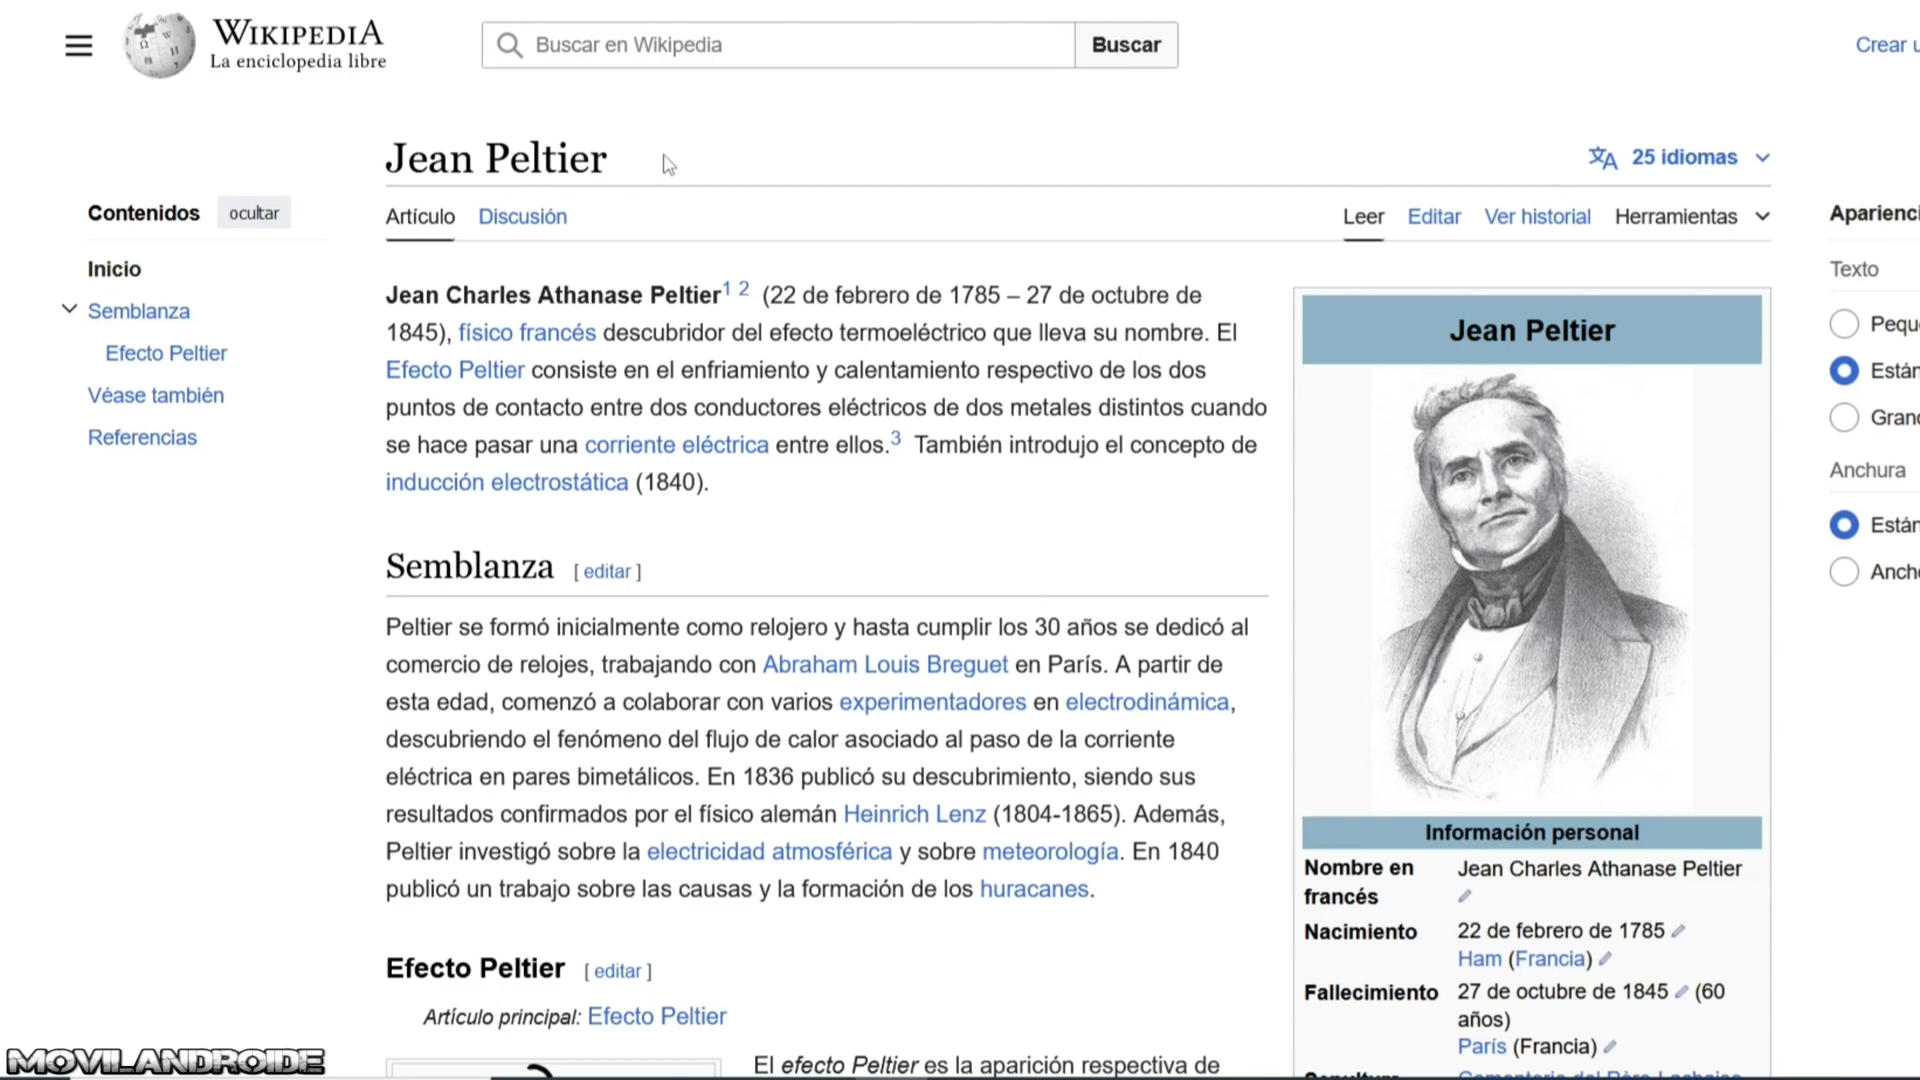 WIKIPEDIA
La enciclopedia libre
Buscar en Wikipedia
Buscar
Crear
Jean Peltier
25 idiomas
Contenidos
ocultar
Inicio
Semblanza
Efecto Peltier
Véase también
Referencias
Artículo
Discusión
Leer
Editar
Ver historial
Herramientas
Jean Charles Athanase Peltier1 2 (22 de febrero de 1785 – 27 de octubre de
1845), físico francés descubridor del efecto termoeléctrico que lleva su nombre. El
Efecto Peltier consiste en el enfriamiento y calentamiento respectivo de los dos
puntos de contacto entre dos conductores eléctricos de dos metales distintos cuando
se hace pasar una corriente eléctrica entre ellos.3 También introdujo el concepto de
inducción electrostática (1840).
Semblanza [ editar ]
Peltier se formó inicialmente como relojero y hasta cumplir los 30 años se dedicó al
comercio de relojes, trabajando con Abraham Louis Breguet en París. A partir de
esta edad, comenzó a colaborar con varios experimentadores en electrodinámica,
descubriendo el fenómeno del flujo de calor asociado al paso de la corriente
eléctrica en pares bimetálicos. En 1836 publicó su descubrimiento, siendo sus
resultados confirmados por el físico alemán Heinrich Lenz (1804-1865). Además,
Peltier investigó sobre la electricidad atmosférica y sobre meteorología. En 1840
publicó un trabajo sobre las causas y la formación de los huracanes.
Efecto Peltier [ editar ]
Artículo principal: Efecto Peltier
El efecto Peltier es la aparición respectiva de
Jean Peltier
Información personal
Nombre en
francés
Jean Charles Athanase Peltier
Nacimiento
22 de febrero de 1785
Ham (Francia)
Fallecimiento
27 de octubre de 1845 (60
años)
París (Francia)
Aparienci
Texto
Pequ
Están
Grand
Anchura
Están
Anch
MOVILANDROIDE